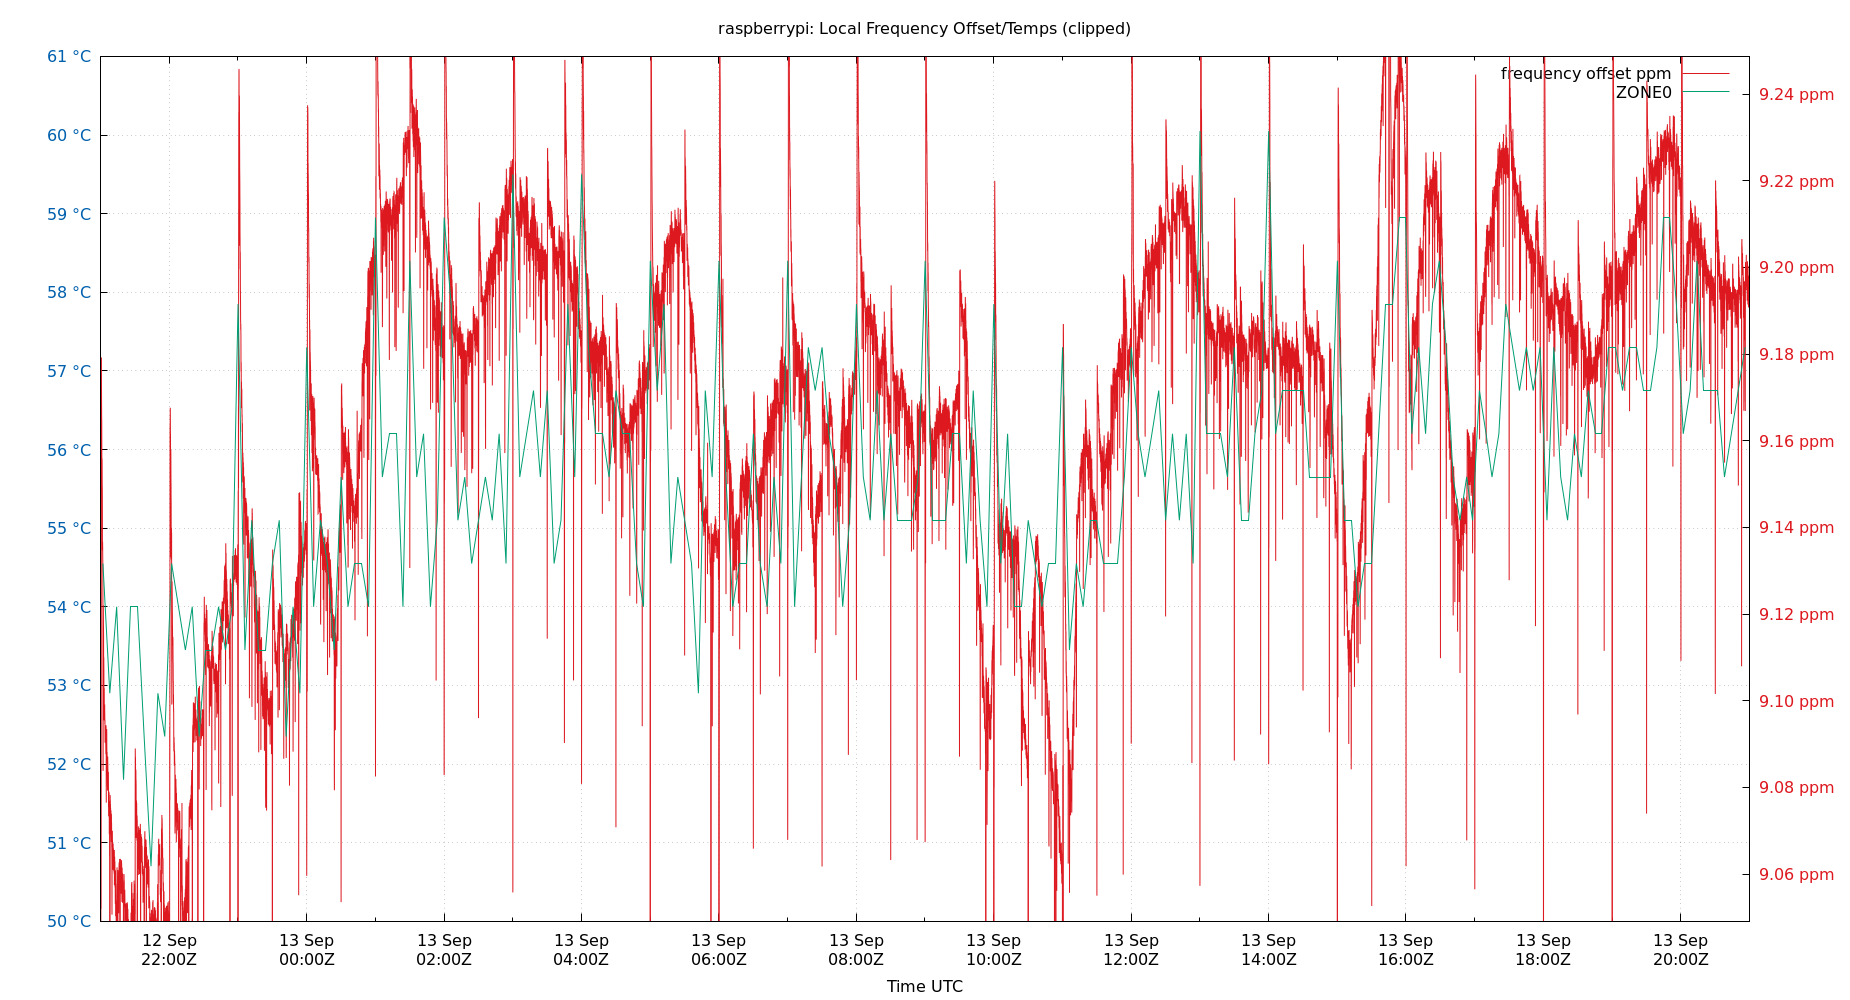 raspberrypi: Local Frequency Offset/Temps (clipped)
61 °C
60 °C
59 °C
58 °C
57 °C
56 °C
55 °C
54 °C
53 °C
52 °C
51 °C
50 °C
frequency offset ppm
ZONE0
9.24 ppm
9.22 ppm
9.20 ppm
9.18 ppm
9.16 ppm
9.14 ppm
9.12 ppm
9.10 ppm
9.08 ppm
9.06 ppm
12 Sep 13 Sep 13 Sep 13 Sep 13 Sep 13 Sep 13 Sep 13 Sep 13 Sep 13 Sep 13 Sep 13 Sep
22:00Z 00:00Z 02:00Z 04:00Z 06:00Z 08:00Z 10:00Z 12:00Z 14:00Z 16:00Z 18:00Z 20:00Z
Time UTC